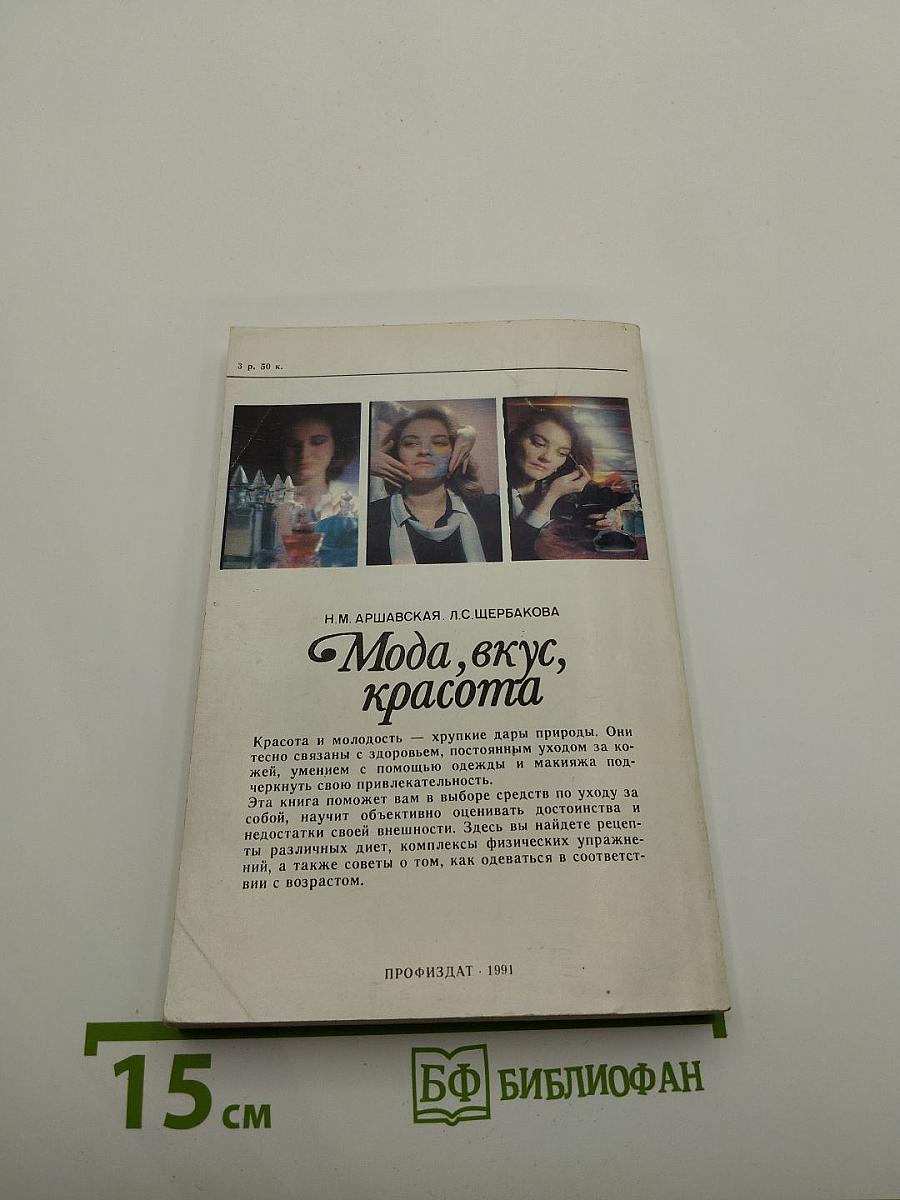 3 р. 50 к.
Н.М. АРШАВСКАЯ. Л.С.ЩЕРБАКОВА
Мода, вкус,
красота
Красота и молодость — хрупкие дары природы. Они
тесно связаны с здоровьем, постоянным уходом за ко-
жей, умением с помощью одежды и макияжа под-
черкнуть свою привлекательность.
Эта книга поможет вам в выборе средств по уходу за
собой, научит объективно оценивать достоинства и
недостатки своей внешности. Здесь вы найдете рецеп-
ты различных диет, комплексы физических упражне-
ний, а также советы о том, как одеваться в соответст-
вии с возрастом.
ПРОФИЗДАТ · 1991
15 см
БФ БИБЛИОФАН